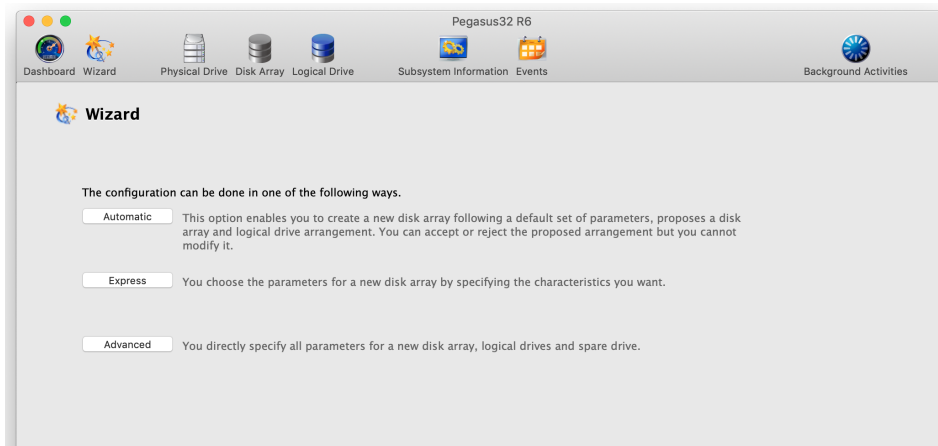 Pegasus32 R6
Dashboard Wizard Physical Drive Disk Array Logical Drive Subsystem Information Events Background Activities
Wizard
The configuration can be done in one of the following ways.
Automatic This option enables you to create a new disk array following a default set of parameters, proposes a disk
array and logical drive arrangement. You can accept or reject the proposed arrangement but you cannot
modify it.
Express You choose the parameters for a new disk array by specifying the characteristics you want.
Advanced You directly specify all parameters for a new disk array, logical drives and spare drive.